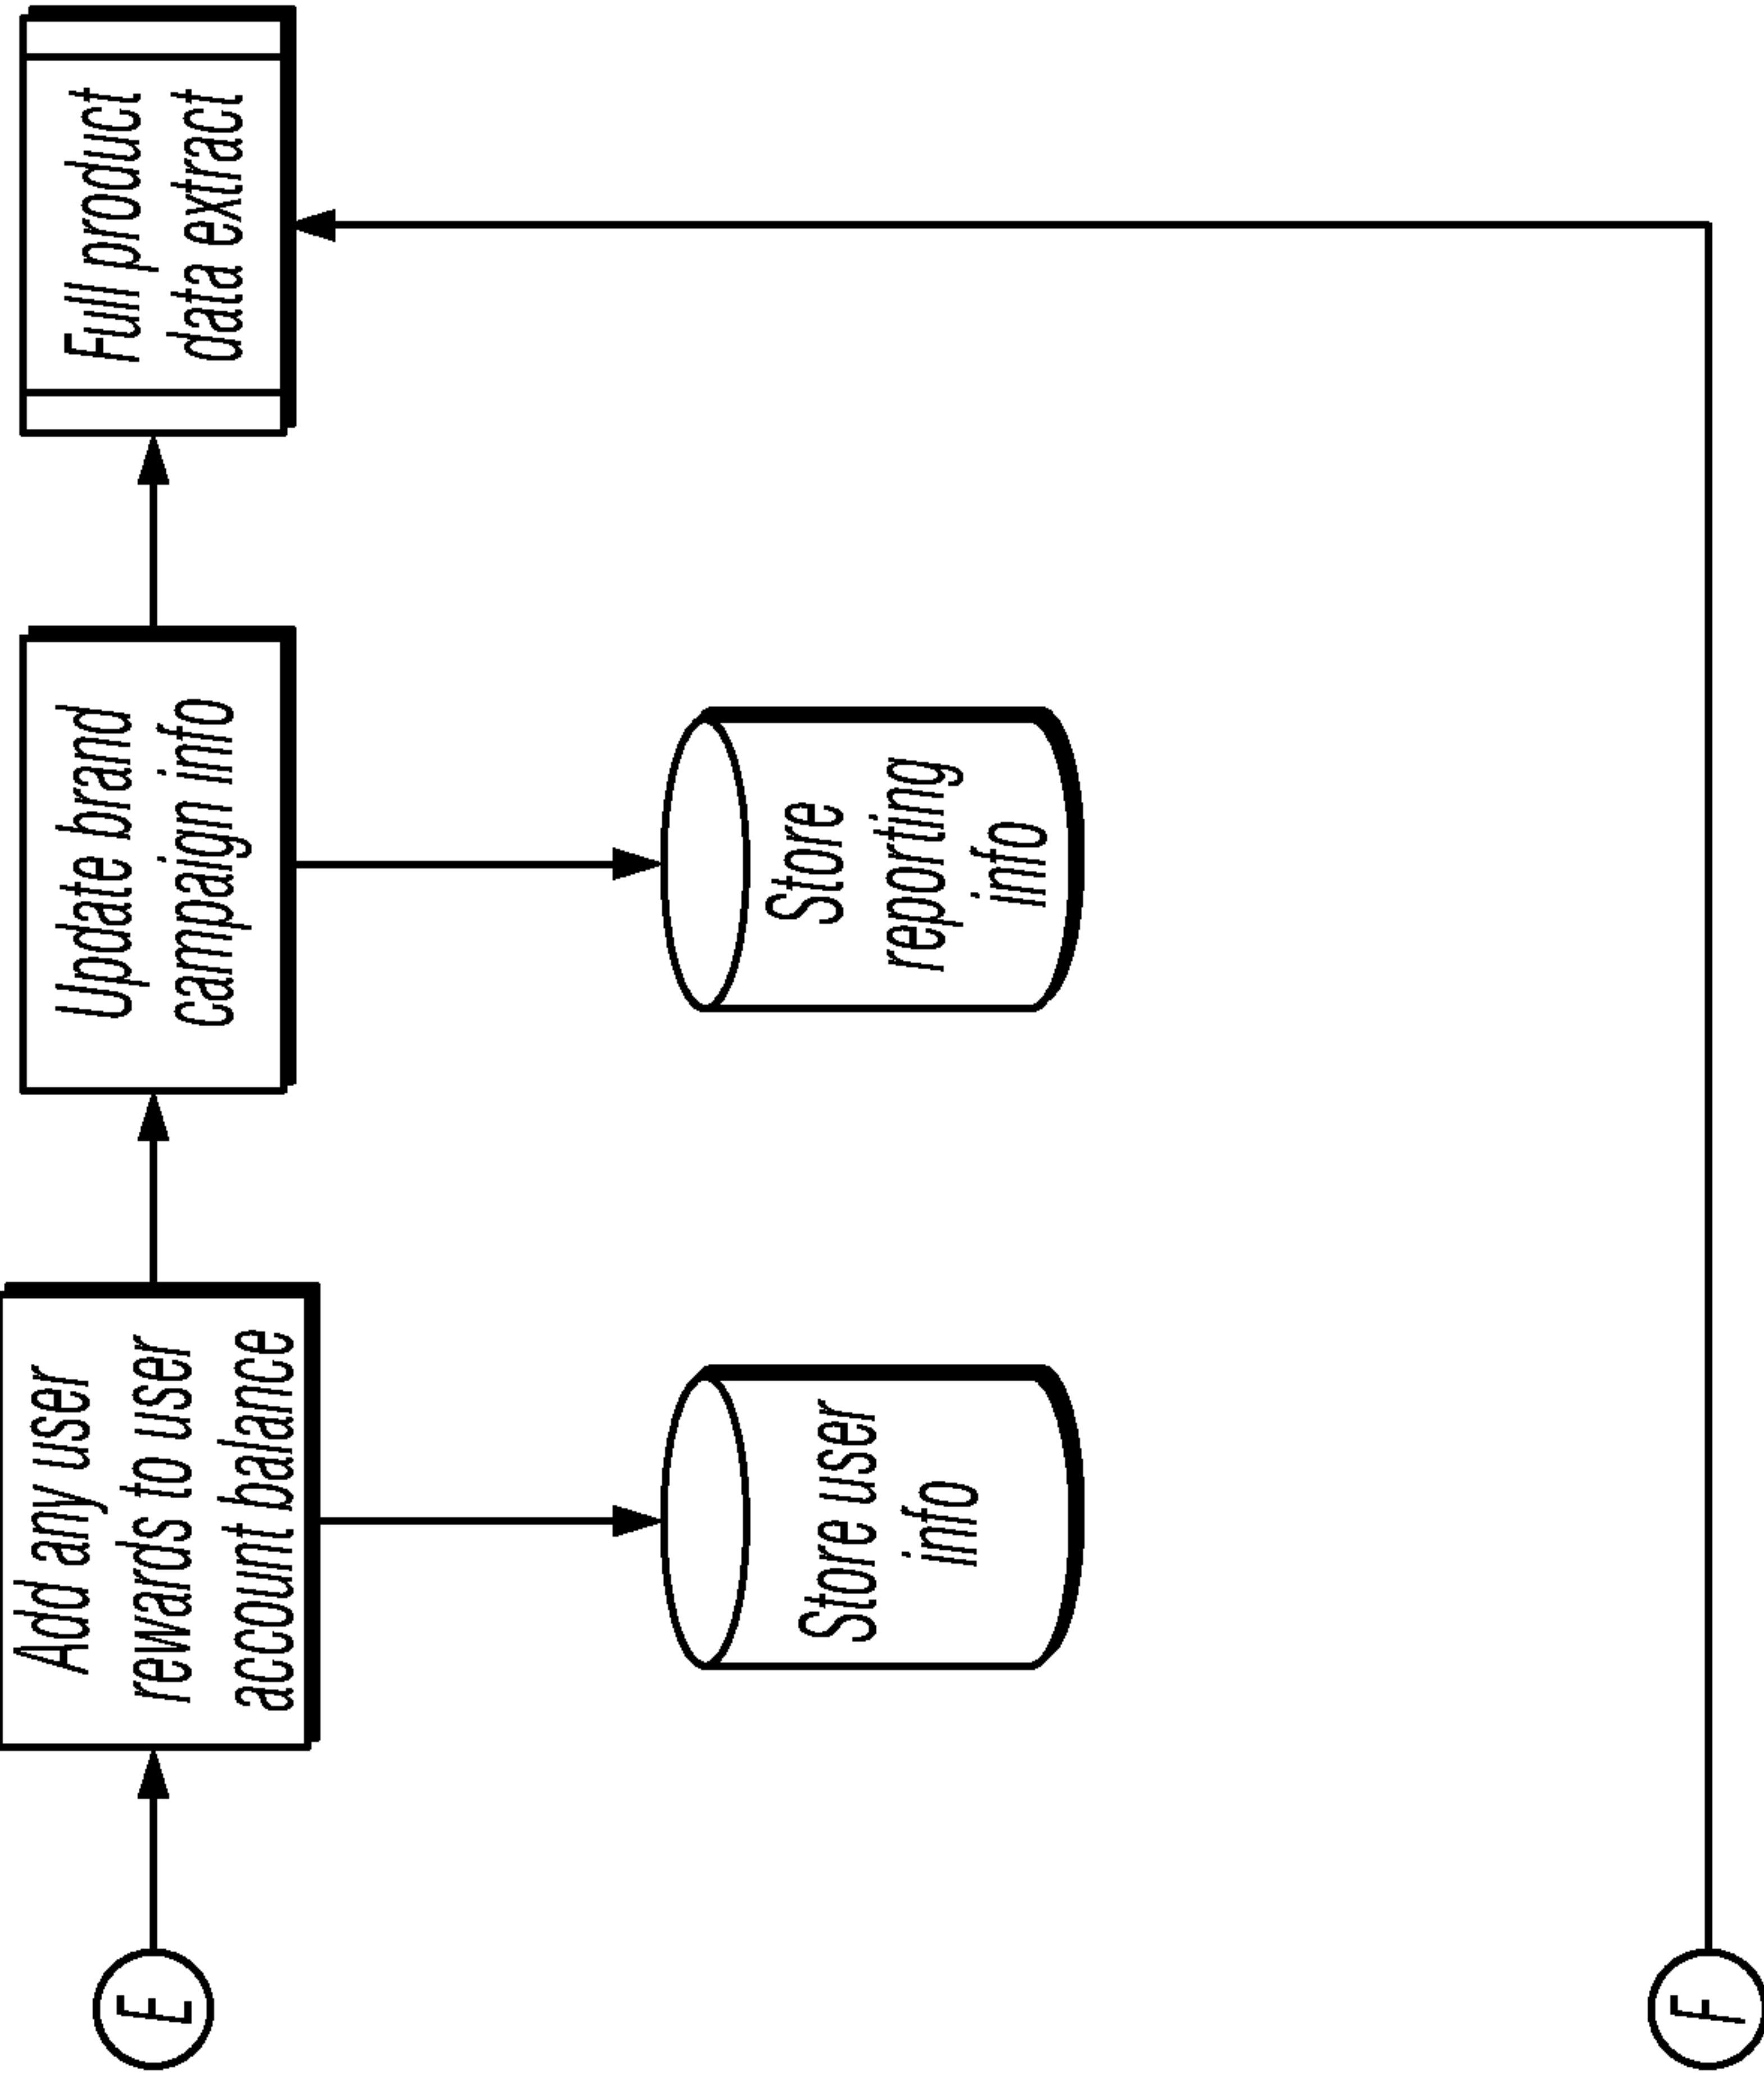 E
Add any user
rewards to user
account balance
Update brand
campaign info
Full product
data extract
Store user
info
Store
reporting
info
F